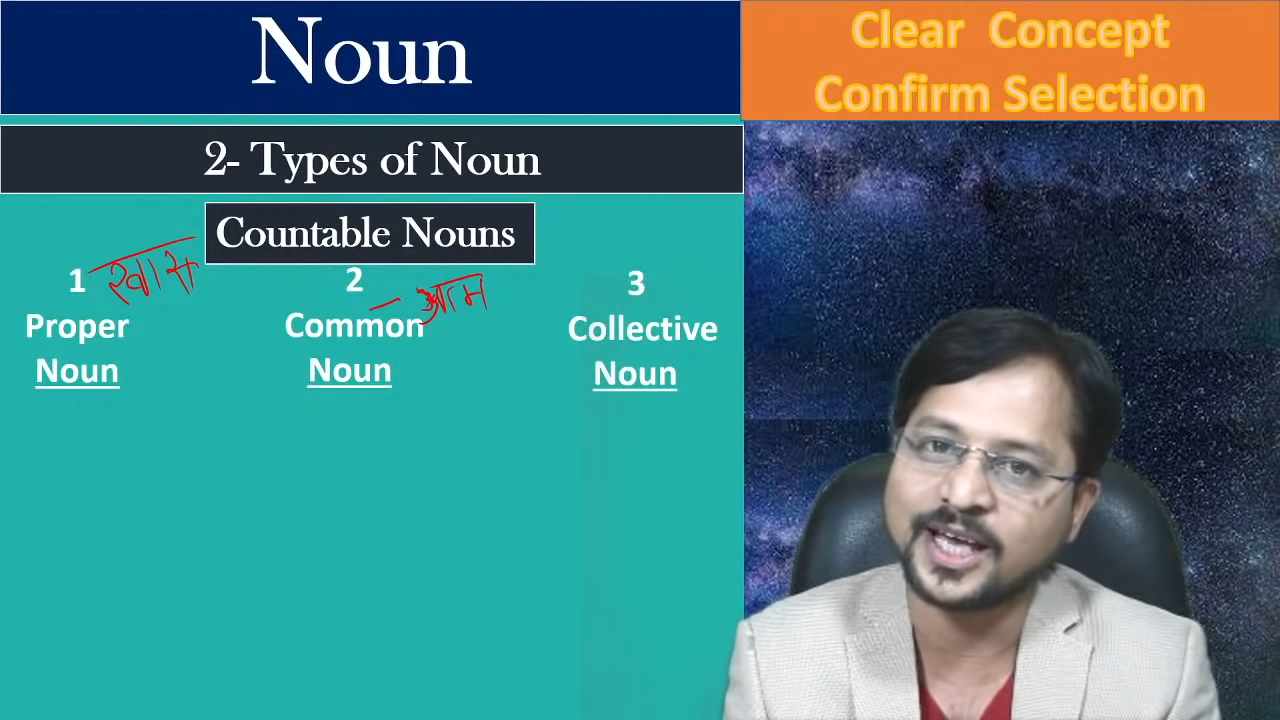 Noun
Clear Concept
Confirm Selection
2- Types of Noun
Countable Nouns
1 खास
Proper
Noun
2
Common - आम
Noun
3
Collective
Noun